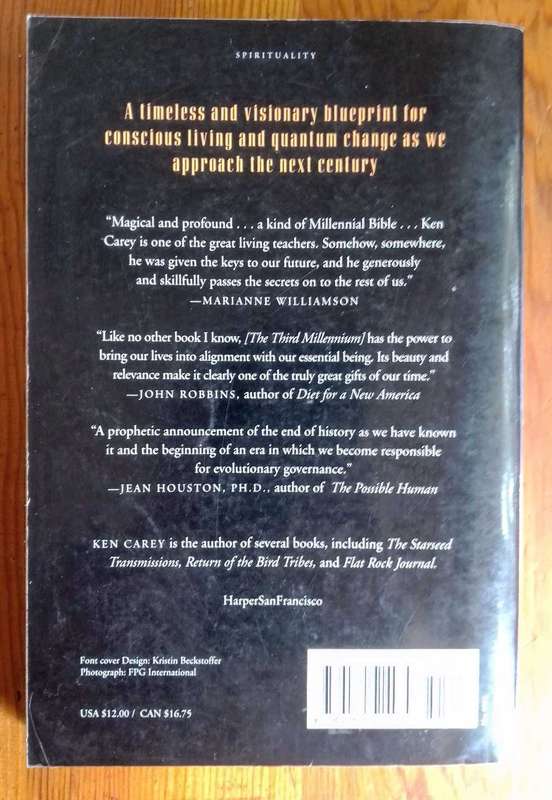 SPIRITUALITY
A timeless and visionary blueprint for
conscious living and quantum change as we
approach the next century
“Magical and profound . . . a kind of Millennial Bible . . . Ken
Carey is one of the great living teachers. Somehow, somewhere,
he was given the keys to our future, and he generously
and skillfully passes the secrets on to the rest of us.”
—MARIANNE WILLIAMSON
“Like no other book I know, [The Third Millennium] has the power to
bring our lives into alignment with our essential being. Its beauty and
relevance make it clearly one of the truly great gifts of our time.”
—JOHN ROBBINS, author of Diet for a New America
“A prophetic announcement of the end of history as we have known
it and the beginning of an era in which we become responsible
for evolutionary governance.”
—JEAN HOUSTON, PH.D., author of The Possible Human
KEN CAREY is the author of several books, including The Starseed
Transmissions, Return of the Bird Tribes, and Flat Rock Journal.
HarperSanFrancisco
Font cover Design: Kristin Beckstoffer
Photograph: FPG International
USA $12.00 / CAN $16.75